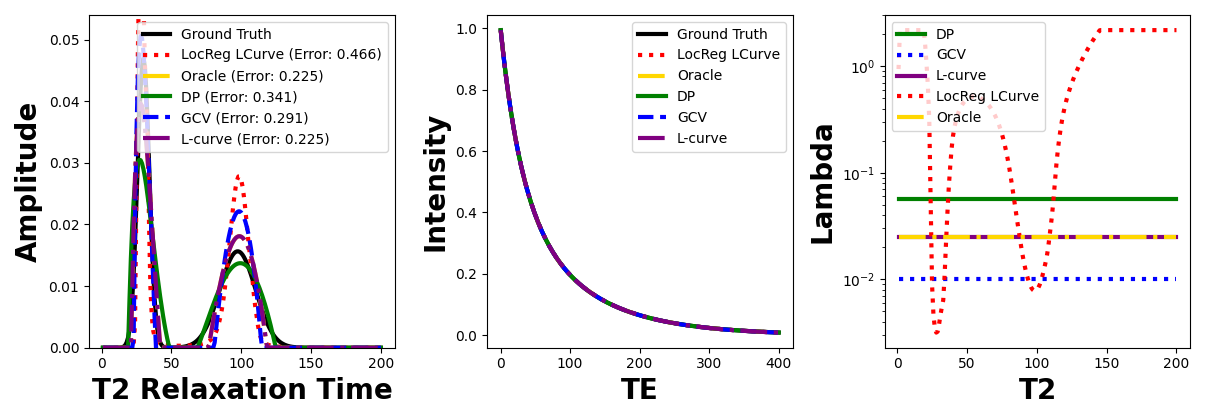 Amplitude
0.05
0.04
0.03
0.02
0.01
0.00
Ground Truth
LocReg LCurve (Error: 0.466)
Oracle (Error: 0.225)
DP (Error: 0.341)
GCV (Error: 0.291)
L-curve (Error: 0.225)
0 50 100 150 200
T2 Relaxation Time
Intensity
1.0
0.8
0.6
0.4
0.2
0.0
Ground Truth
LocReg LCurve
Oracle
DP
GCV
L-curve
0 100 200 300 400
TE
Lambda
10⁰
10⁻¹
10⁻²
DP
GCV
L-curve
LocReg LCurve
Oracle
0 50 100 150 200
T2